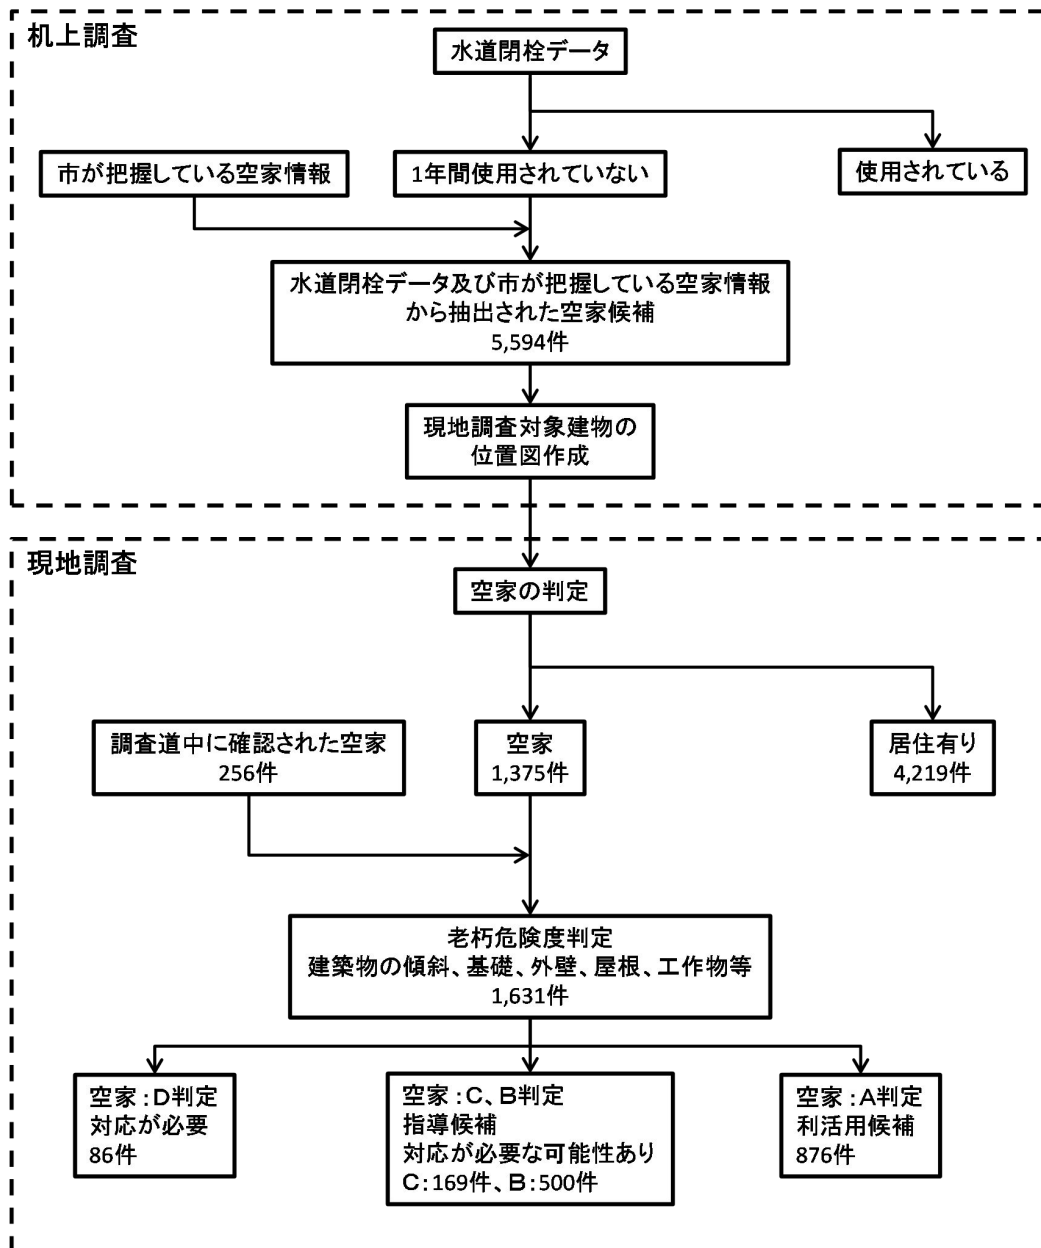 机上調査
水道閉栓データ
市が把握している空家情報
1年間使用されていない
使用されている
水道閉栓データ及び市が把握している空家情報
から抽出された空家候補
5,594件
現地調査対象建物の
位置図作成
現地調査
空家の判定
調査道中に確認された空家
256件
空家
1,375件
居住有り
4,219件
老朽危険度判定
建築物の傾斜、基礎、外壁、屋根、工作物等
1,631件
空家：D判定
対応が必要
86件
空家：C、B判定
指導候補
対応が必要な可能性あり
C：169件、B：500件
空家：A判定
利活用候補
876件